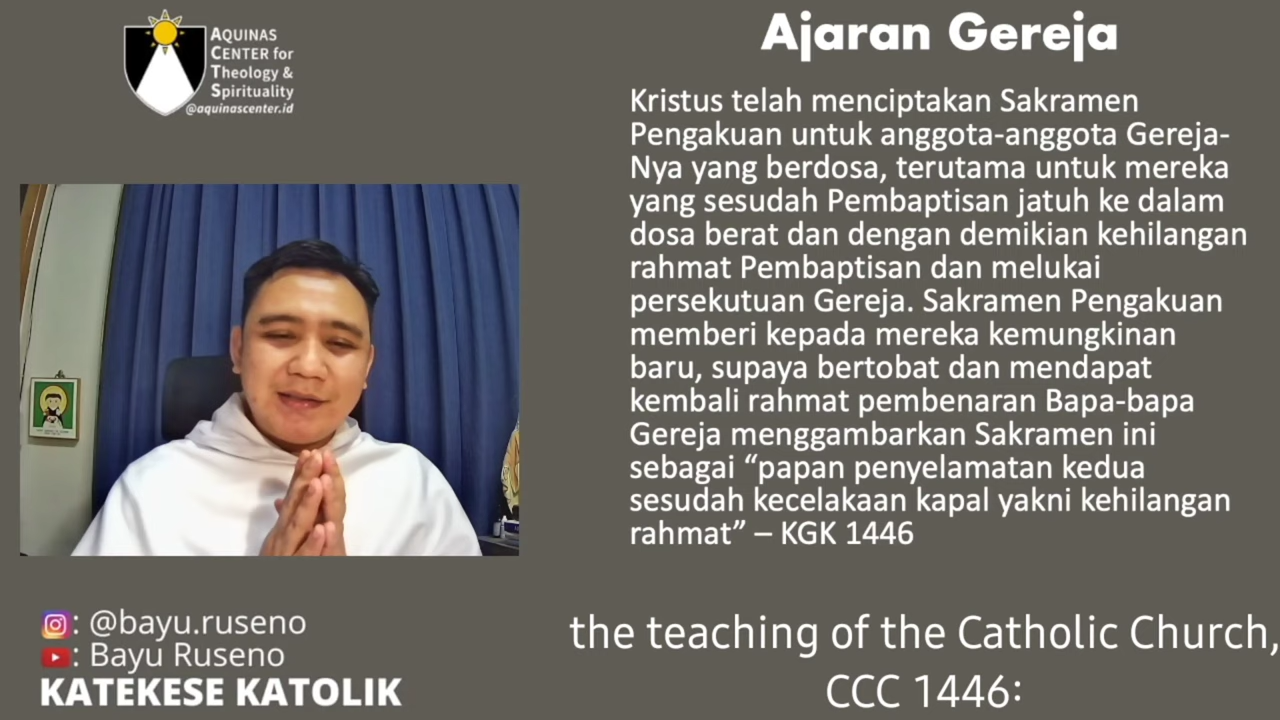 AQUINAS
CENTER for
Theology &
Spirituality
@aquinascenter.id
Ajaran Gereja
Kristus telah menciptakan Sakramen
Pengakuan untuk anggota-anggota Gereja-
Nya yang berdosa, terutama untuk mereka
yang sesudah Pembaptisan jatuh ke dalam
dosa berat dan dengan demikian kehilangan
rahmat Pembaptisan dan melukai
persekutuan Gereja. Sakramen Pengakuan
memberi kepada mereka kemungkinan
baru, supaya bertobat dan mendapat
kembali rahmat pembenaran Bapa-bapa
Gereja menggambarkan Sakramen ini
sebagai “papan penyelamatan kedua
sesudah kecelakaan kapal yakni kehilangan
rahmat” – KGK 1446
: @bayu.ruseno
: Bayu Ruseno
KATEKESE KATOLIK
the teaching of the Catholic Church,
CCC 1446: